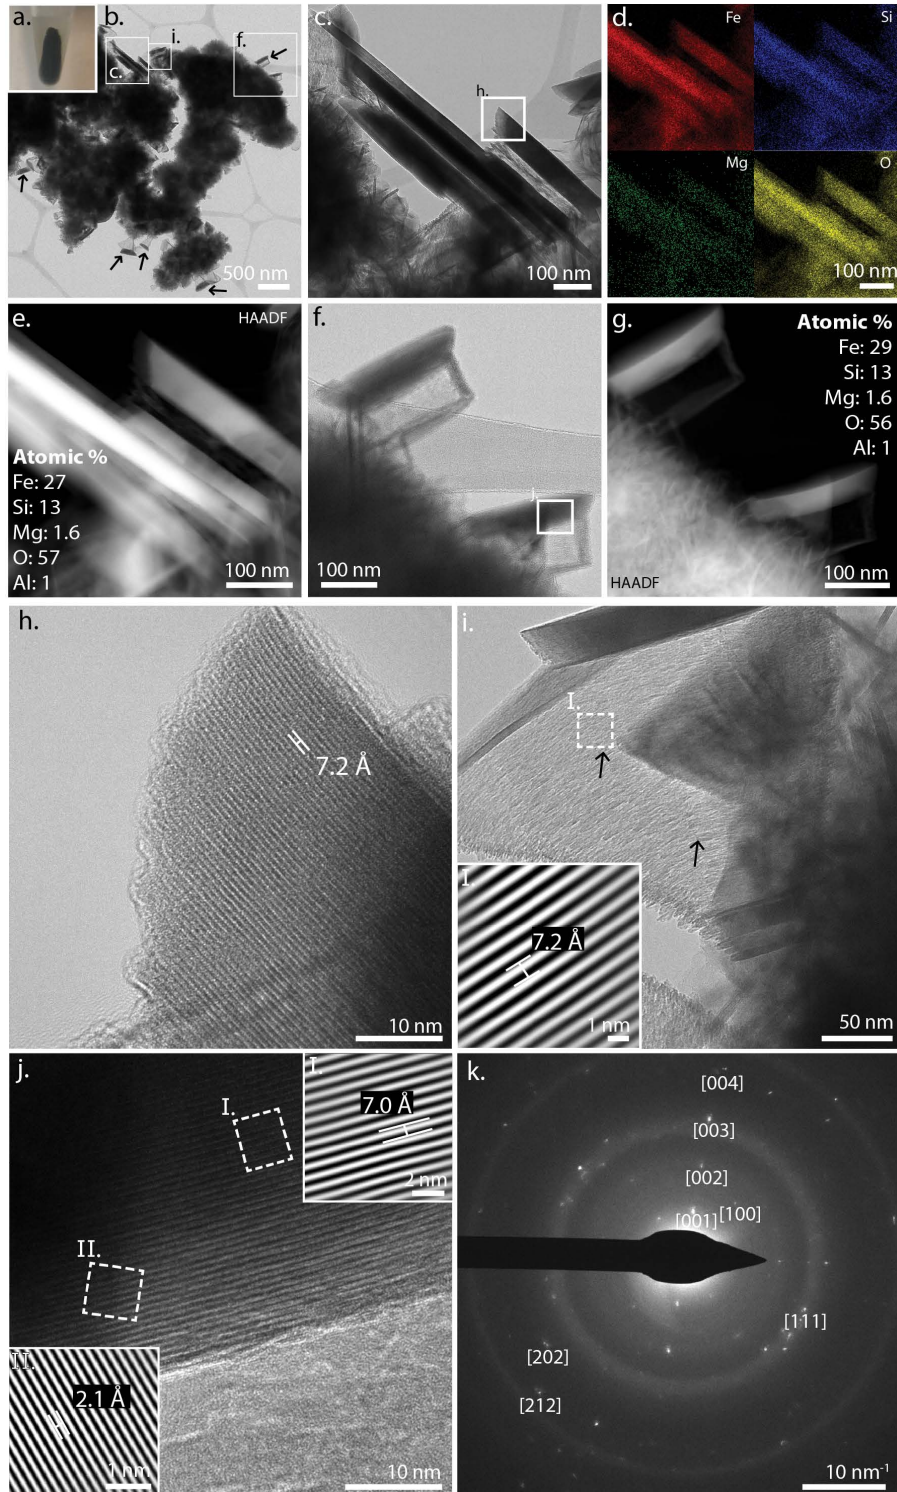 a.
b.
i.
f.
c.
500 nm
c.
h.
100 nm
d.
Fe
Si
Mg
O
100 nm
e.
HAADF
Atomic %
Fe: 27
Si: 13
Mg: 1.6
O: 57
Al: 1
100 nm
f.
j.
100 nm
g.
Atomic %
Fe: 29
Si: 13
Mg: 1.6
O: 56
Al: 1
HAADF
100 nm
h.
7.2 Å
10 nm
i.
I.
I.
7.2 Å
1 nm
50 nm
j.
I.
I.
7.0 Å
2 nm
II.
II.
2.1 Å
1 nm
10 nm
k.
[004]
[003]
[002]
[001]
[100]
[111]
[202]
[212]
10 nm-1